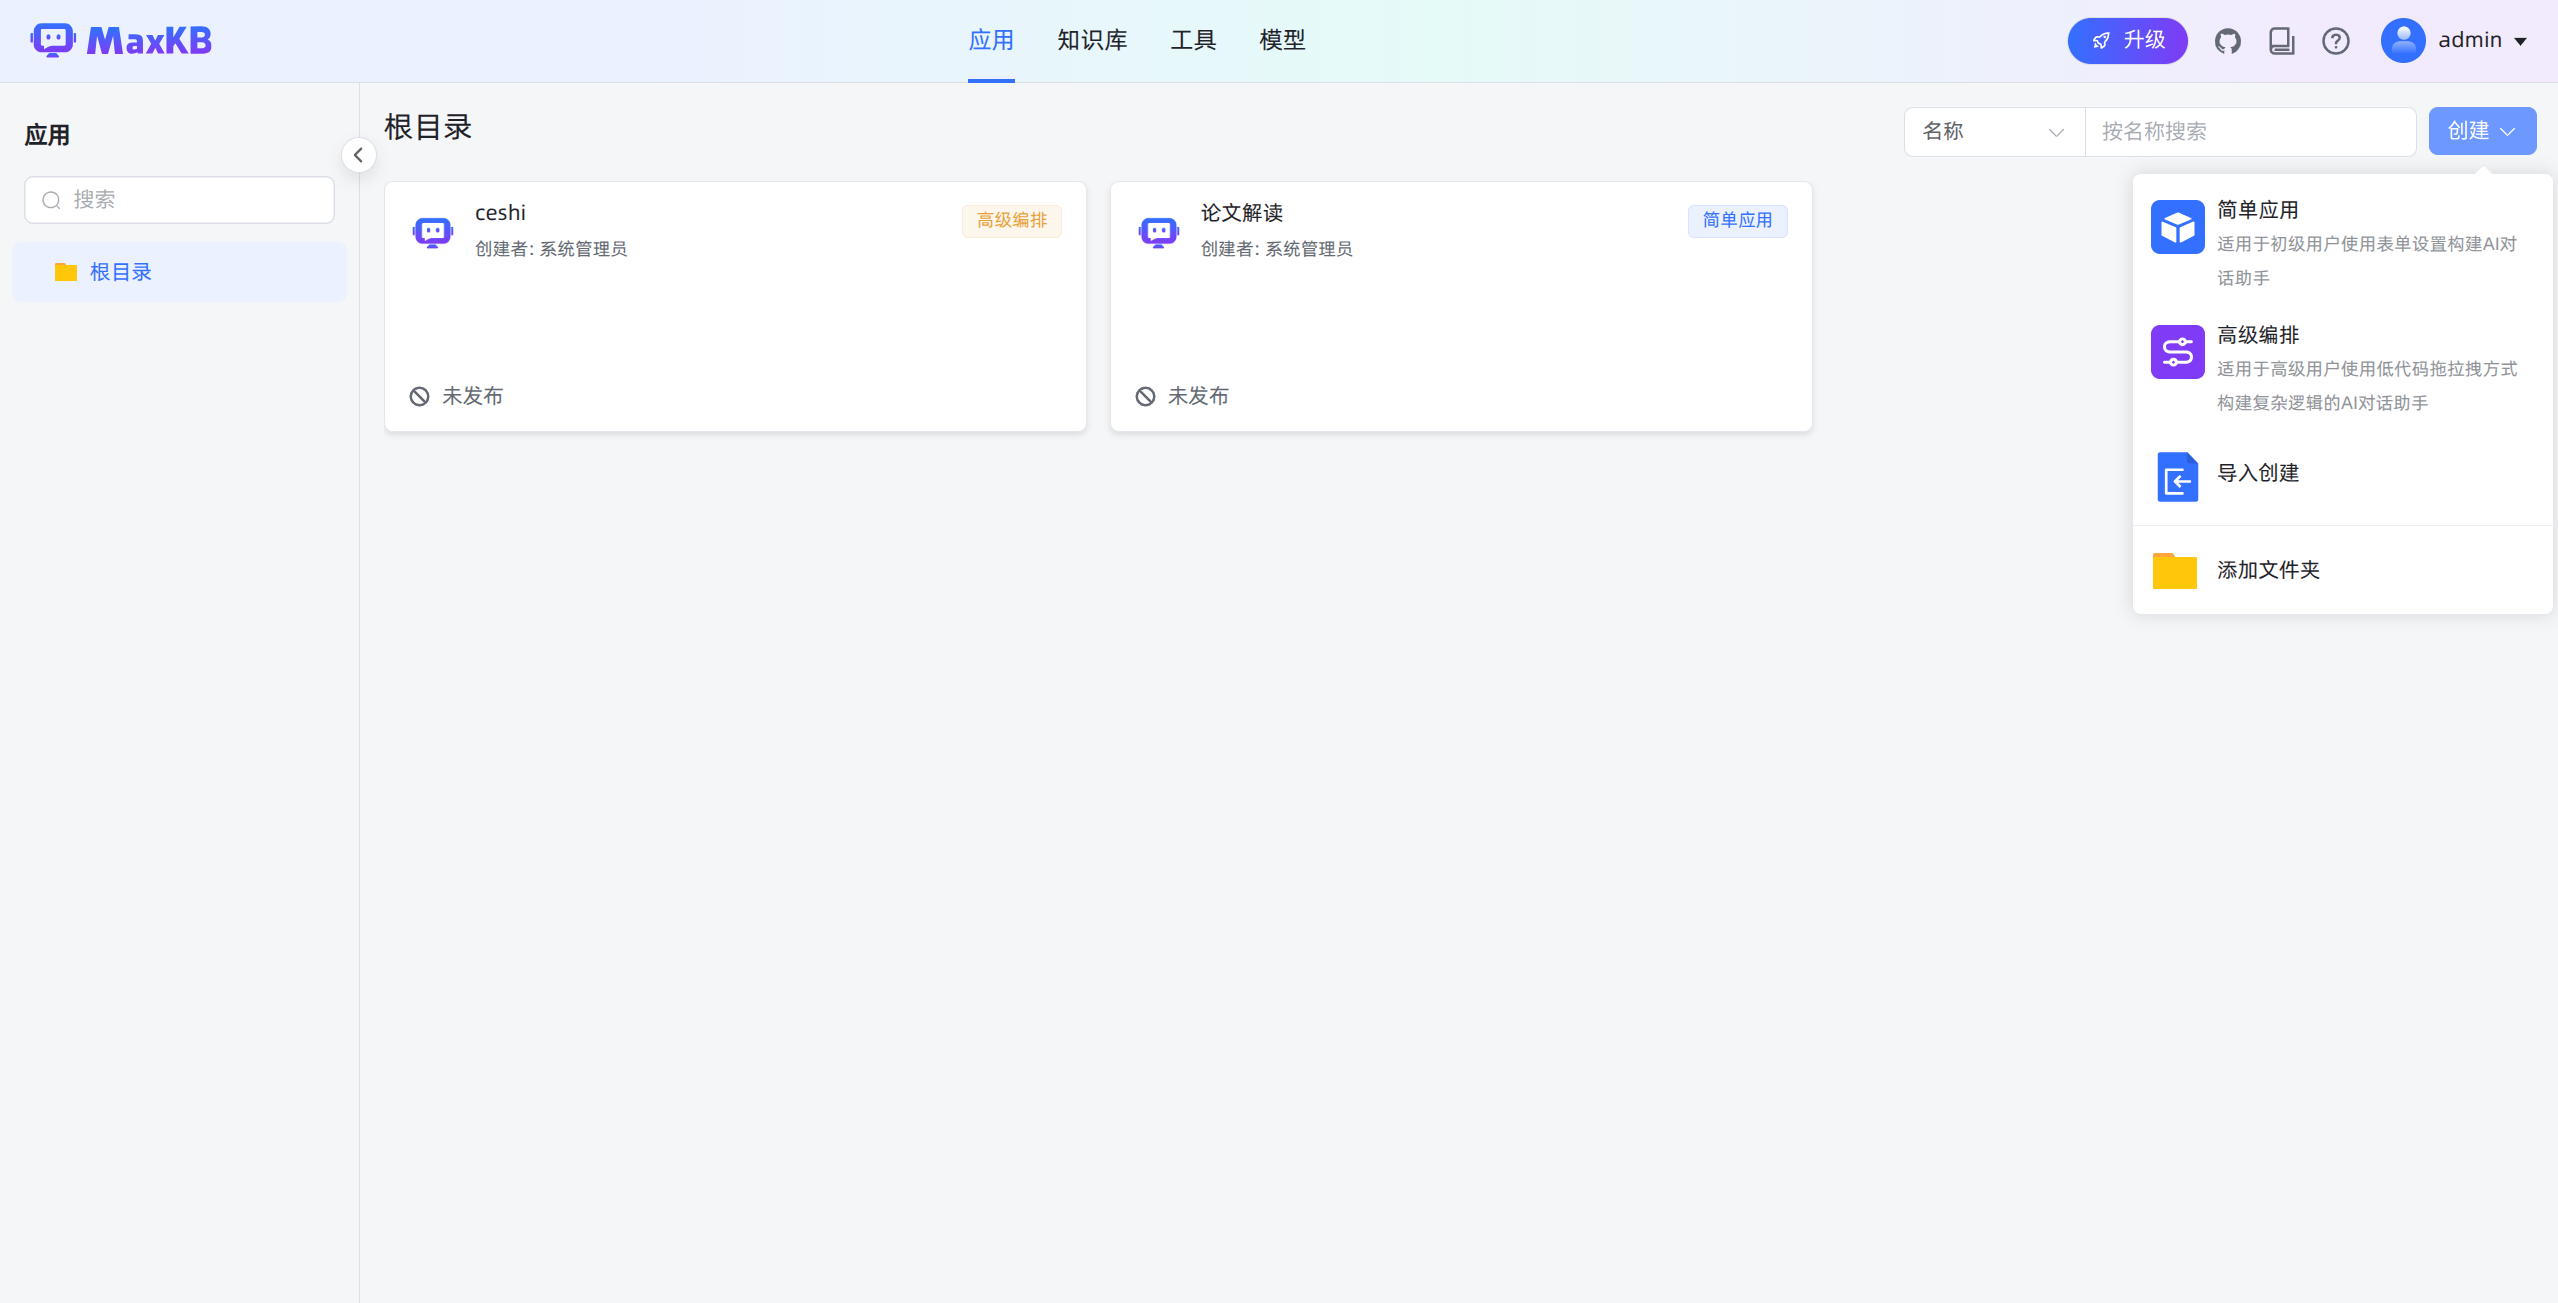 MaxKB
应用
知识库
工具
模型
升级
admin
应用
搜索
根目录
根目录
名称
按名称搜索
创建
ceshi
创建者: 系统管理员
高级编排
未发布
论文解读
创建者: 系统管理员
简单应用
未发布
简单应用
适用于初级用户使用表单设置构建AI对
话助手
高级编排
适用于高级用户使用低代码拖拉拽方式
构建复杂逻辑的AI对话助手
导入创建
添加文件夹